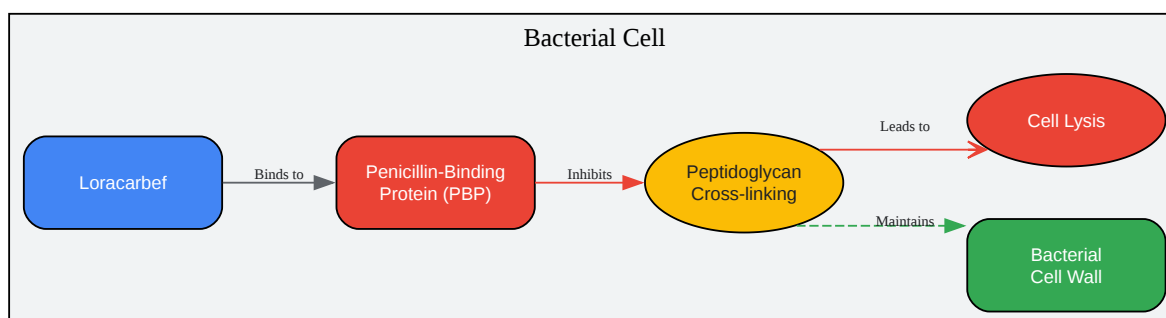 Bacterial Cell
Loracarbef
Binds to
Penicillin-Binding
Protein (PBP)
Inhibits
Peptidoglycan
Cross-linking
Leads to
Cell Lysis
Maintains
Bacterial
Cell Wall